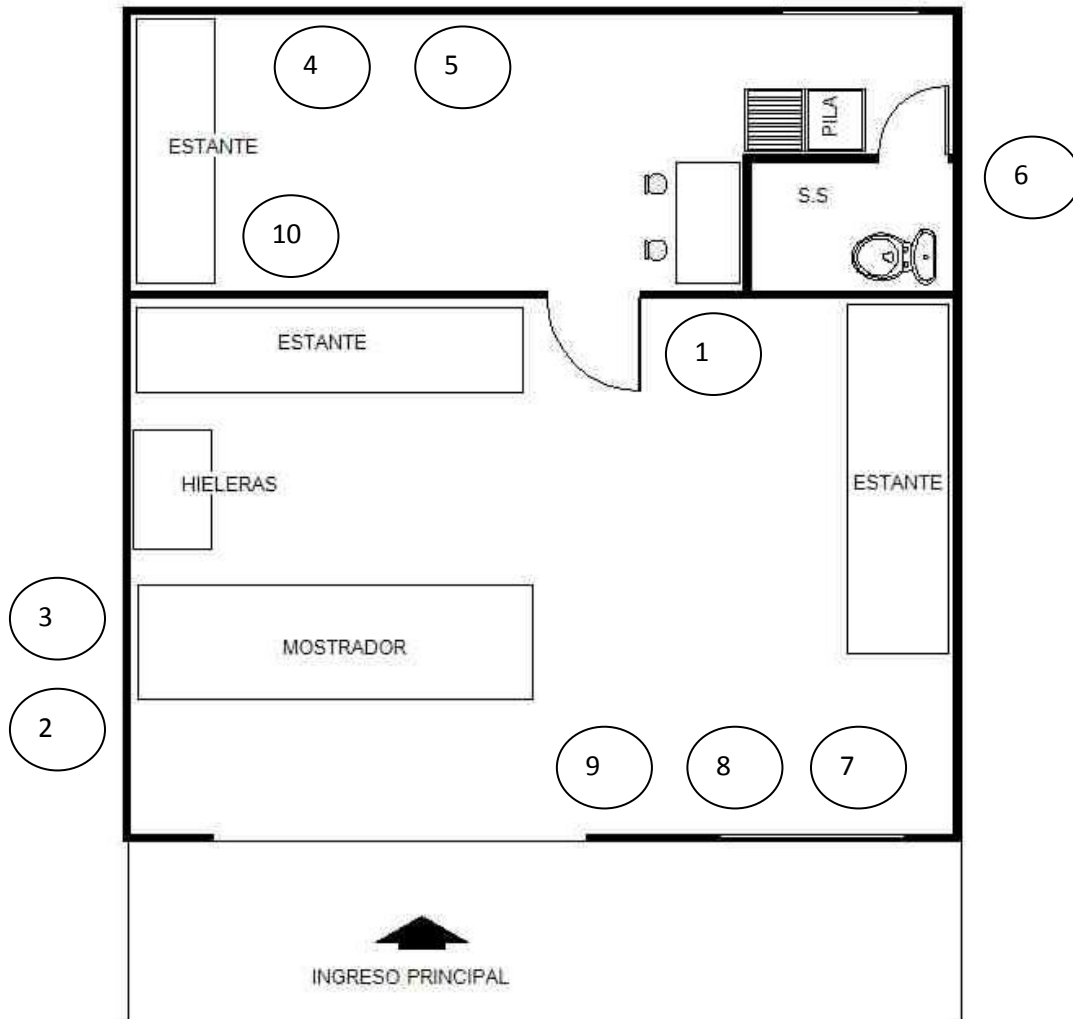 4
5
PILA
ESTANTE
6
S.S
10
ESTANTE
1
HIELERAS
ESTANTE
3
MOSTRADOR
2
9
8
7
INGRESO PRINCIPAL